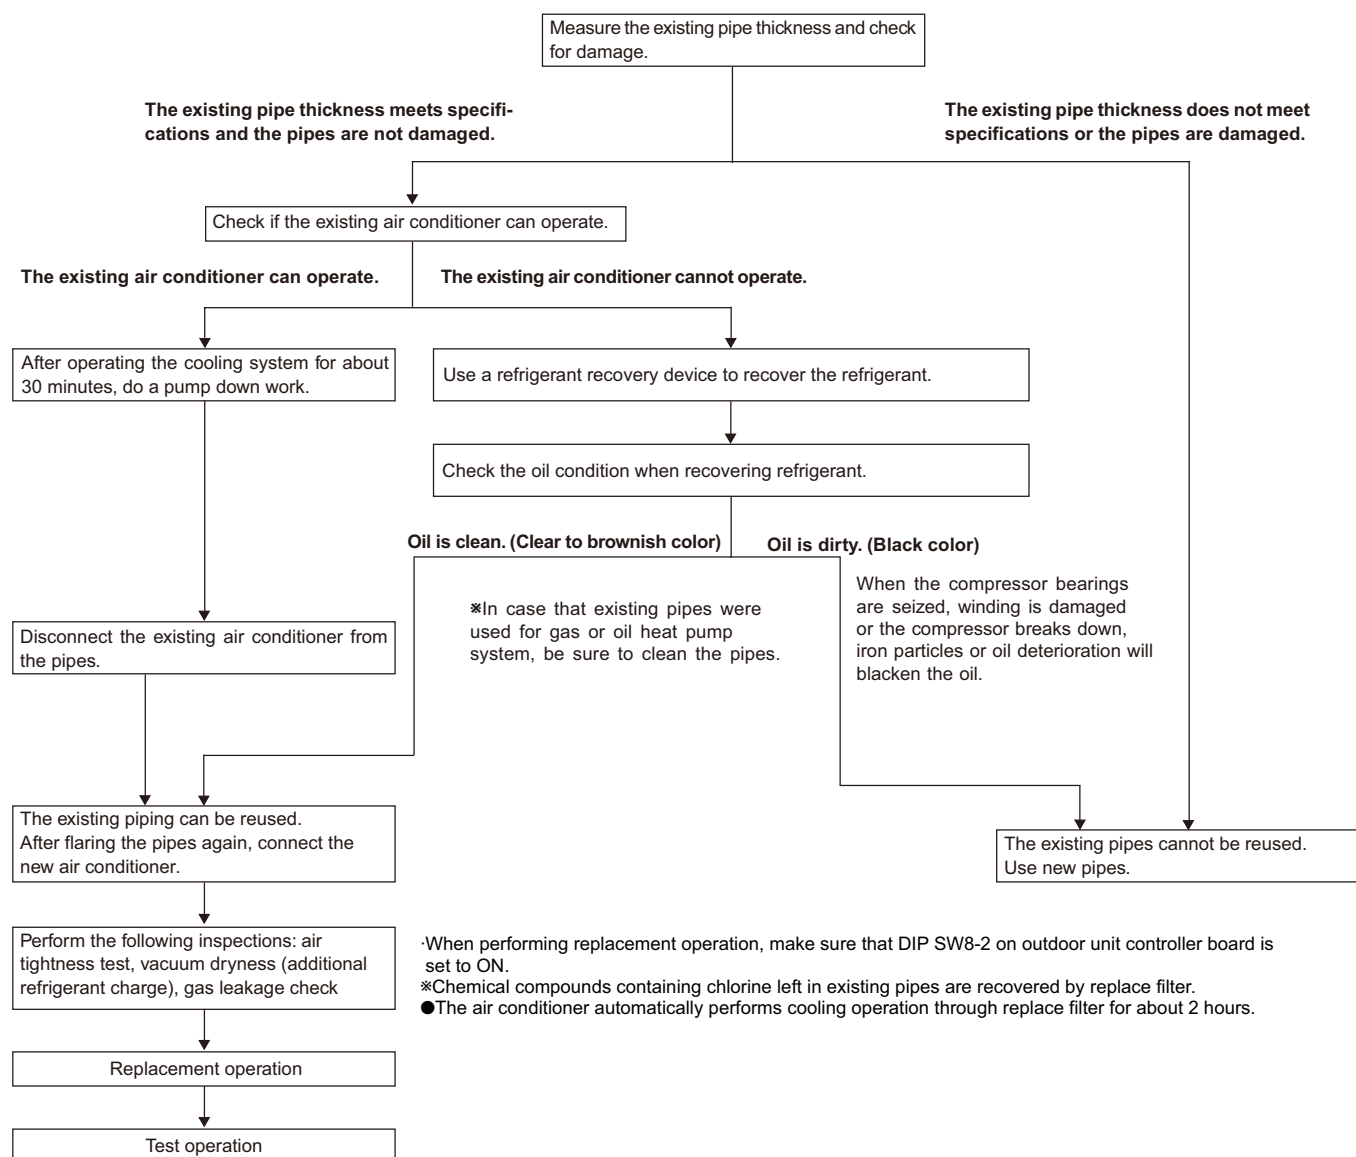 Measure the existing pipe thickness and check
for damage.
The existing pipe thickness meets specifi-
cations and the pipes are not damaged.
The existing pipe thickness does not meet
specifications or the pipes are damaged.
Check if the existing air conditioner can operate.
The existing air conditioner can operate.
The existing air conditioner cannot operate.
After operating the cooling system for about
30 minutes, do a pump down work.
Use a refrigerant recovery device to recover the refrigerant.
Check the oil condition when recovering refrigerant.
Oil is clean. (Clear to brownish color)
Oil is dirty. (Black color)
※In case that existing pipes were
used for gas or oil heat pump
system, be sure to clean the pipes.
When the compressor bearings
are seized, winding is damaged
or the compressor breaks down,
iron particles or oil deterioration will
blacken the oil.
Disconnect the existing air conditioner from
the pipes.
The existing piping can be reused.
After flaring the pipes again, connect the
new air conditioner.
The existing pipes cannot be reused.
Use new pipes.
Perform the following inspections: air
tightness test, vacuum dryness (additional
refrigerant charge), gas leakage check
·When performing replacement operation, make sure that DIP SW8-2 on outdoor unit controller board is
set to ON.
※Chemical compounds containing chlorine left in existing pipes are recovered by replace filter.
●The air conditioner automatically performs cooling operation through replace filter for about 2 hours.
Replacement operation
Test operation